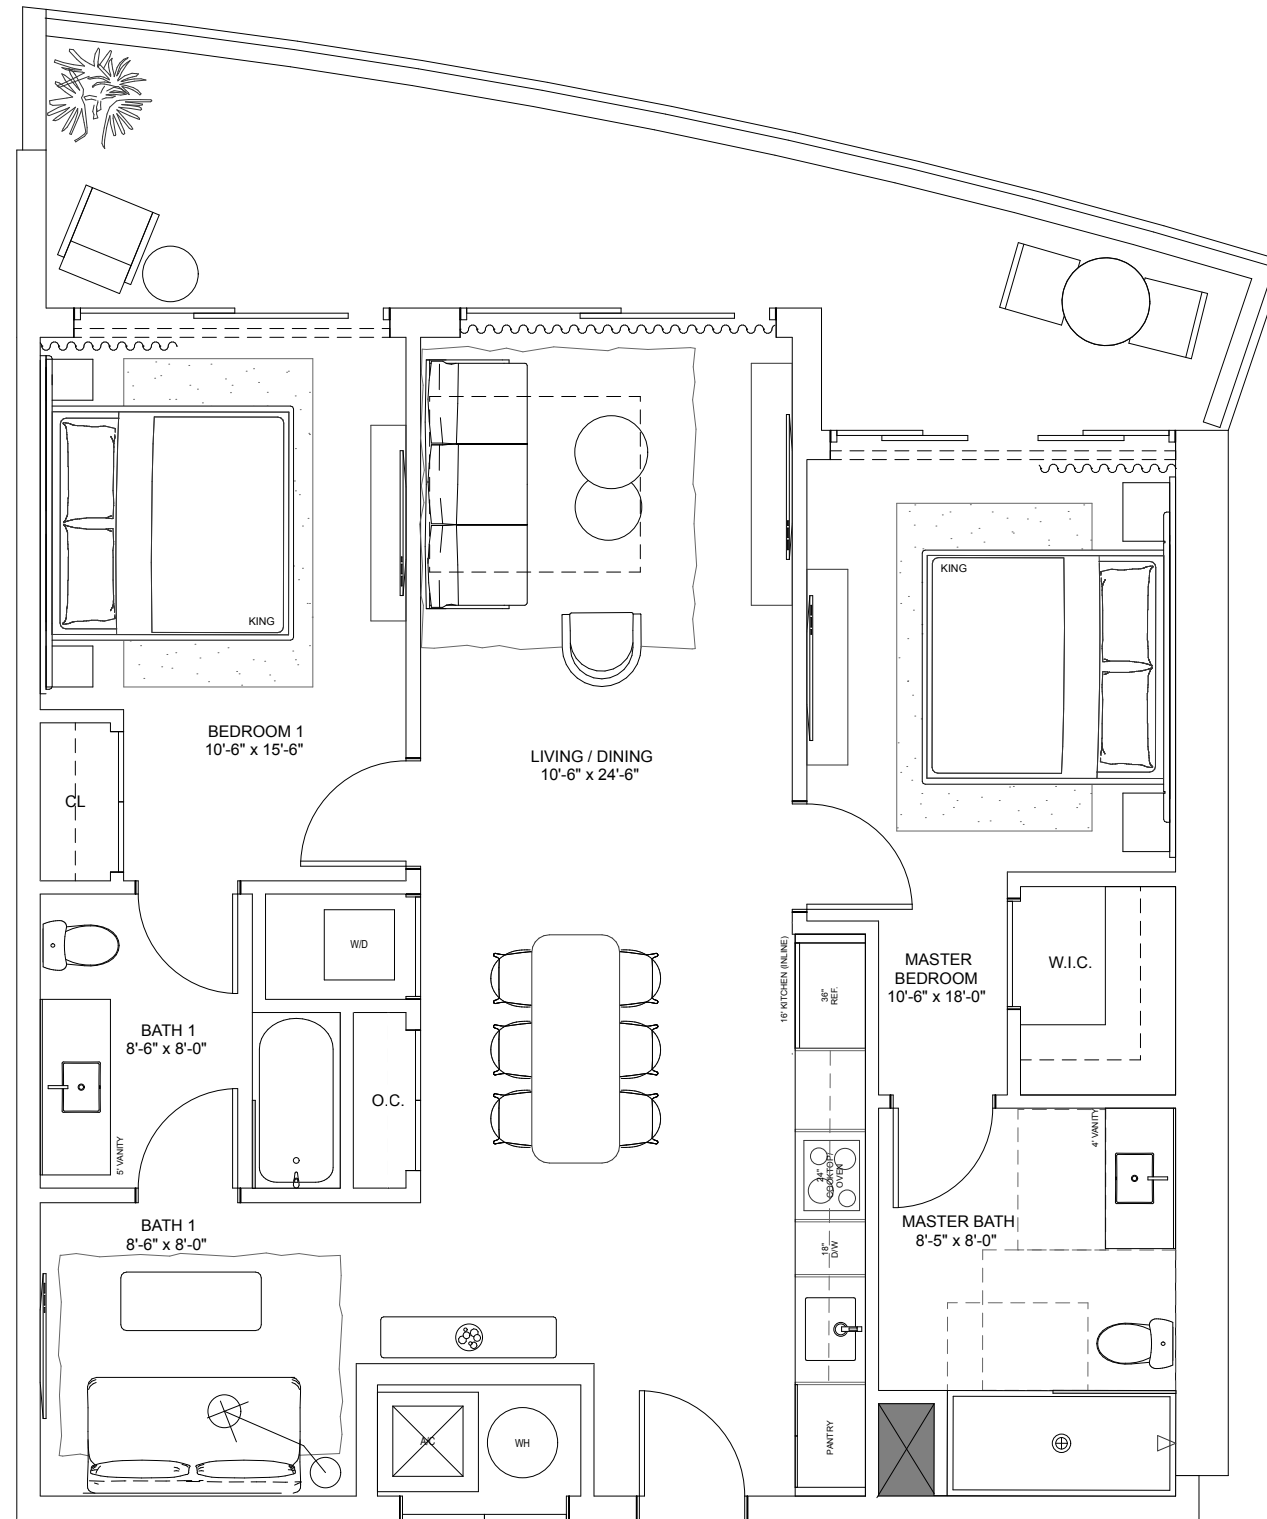 KING
KING
BEDROOM 1
10'-6" x 15'-6"
LIVING / DINING
10'-6" x 24'-6"
CL
W/D
16' KITCHEN (INLINE)
36"
REF.
MASTER
BEDROOM
10'-6" x 18'-0"
W.I.C.
BATH 1
8'-6" x 8'-0"
O.C.
5' VANITY
4' VANITY
24"
COOKTOP/
OVEN
MASTER BATH
8'-5" x 8'-0"
BATH 1
8'-6" x 8'-0"
18"
D/W
A/C
WH
PANTRY